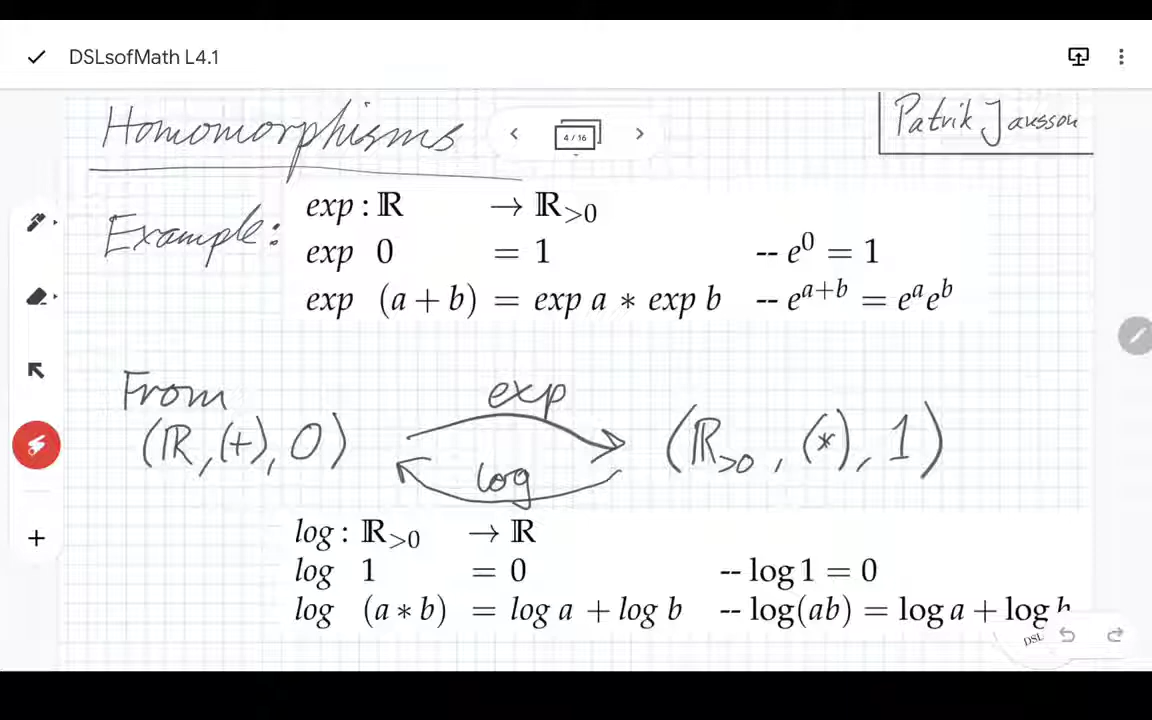 DSLsofMath L4.1
Homomorphisms
4 / 16
Patrik Jansson
Example:
exp : ℝ → ℝ>0
exp 0 = 1 -- e⁰ = 1
exp (a + b) = exp a * exp b -- eᵃ⁺ᵇ = eᵃeᵇ
From
exp
(ℝ, (+), 0) (ℝ>0, (*), 1)
log
log : ℝ>0 → ℝ
log 1 = 0 -- log 1 = 0
log (a * b) = log a + log b -- log(ab) = log a + log b
DSL